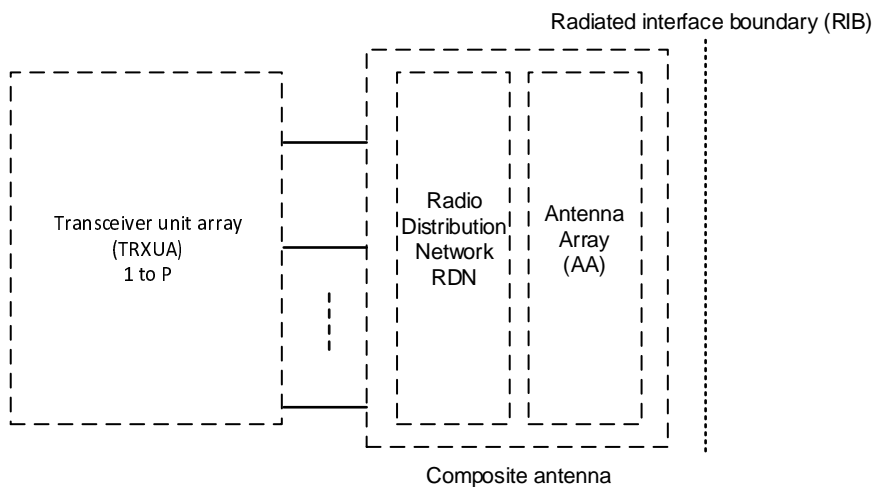 Radiated interface boundary (RIB)
Transceiver unit array
(TRXUA)
1 to P
Radio
Distribution
Network
RDN
Antenna
Array
(AA)
Composite antenna